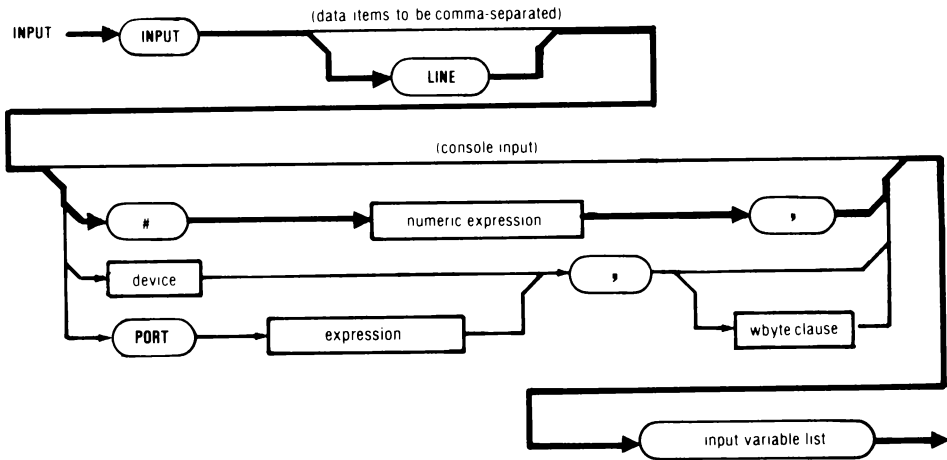 (data items to be comma-separated)
INPUT INPUT
LINE
(console input)
# numeric expression ,
device ,
PORT expression wbyte clause
input variable list